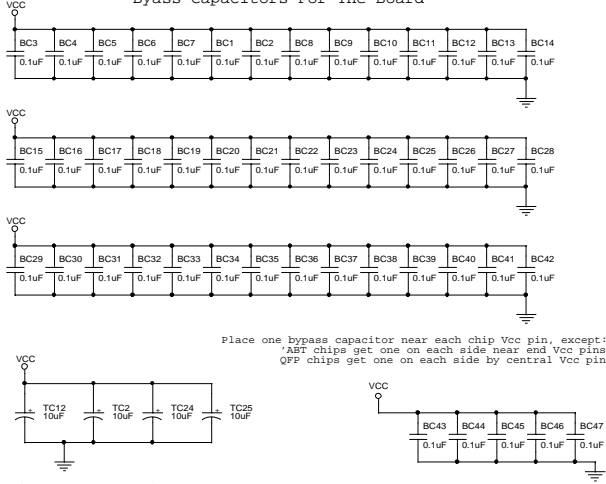 Byass Capacitors For The Board
VCC
BC3 BC4 BC5 BC6 BC7 BC1 BC2 BC8 BC9 BC10 BC11 BC12 BC13 BC14
0.1uF 0.1uF 0.1uF 0.1uF 0.1uF 0.1uF 0.1uF 0.1uF 0.1uF 0.1uF 0.1uF 0.1uF 0.1uF 0.1uF
VCC
BC15 BC16 BC17 BC18 BC19 BC20 BC21 BC22 BC23 BC24 BC25 BC26 BC27 BC28
0.1uF 0.1uF 0.1uF 0.1uF 0.1uF 0.1uF 0.1uF 0.1uF 0.1uF 0.1uF 0.1uF 0.1uF 0.1uF 0.1uF
VCC
BC29 BC30 BC31 BC32 BC33 BC34 BC35 BC36 BC37 BC38 BC39 BC40 BC41 BC42
0.1uF 0.1uF 0.1uF 0.1uF 0.1uF 0.1uF 0.1uF 0.1uF 0.1uF 0.1uF 0.1uF 0.1uF 0.1uF 0.1uF
Place one bypass capacitor near each chip Vcc pin, except:
'ABT chips get one on each side near end Vcc pins
QFP chips get one on each side by central Vcc pin
VCC
TC12 TC2 TC24 TC25
10uF 10uF 10uF 10uF
VCC
BC43 BC44 BC45 BC46 BC47
0.1uF 0.1uF 0.1uF 0.1uF 0.1uF